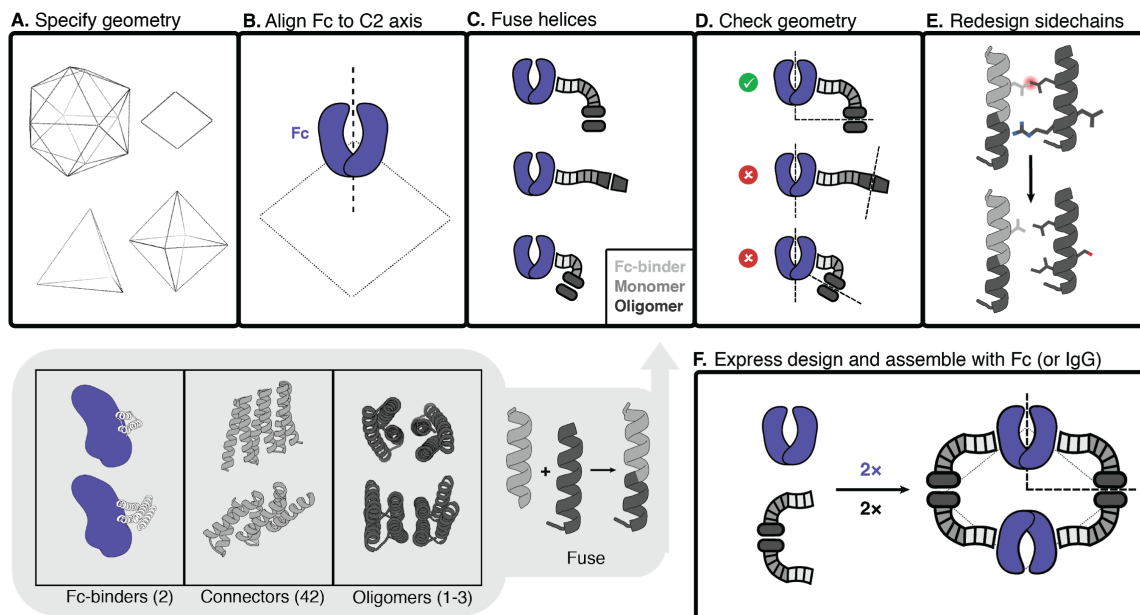 A. Specify geometry
B. Align Fc to C2 axis
Fc
C. Fuse helices
Fc-binder
Monomer
Oligomer
D. Check geometry
E. Redesign sidechains
Fc-binders (2)
Connectors (42)
Oligomers (1-3)
+
Fuse
F. Express design and assemble with Fc (or IgG)
2×
2×